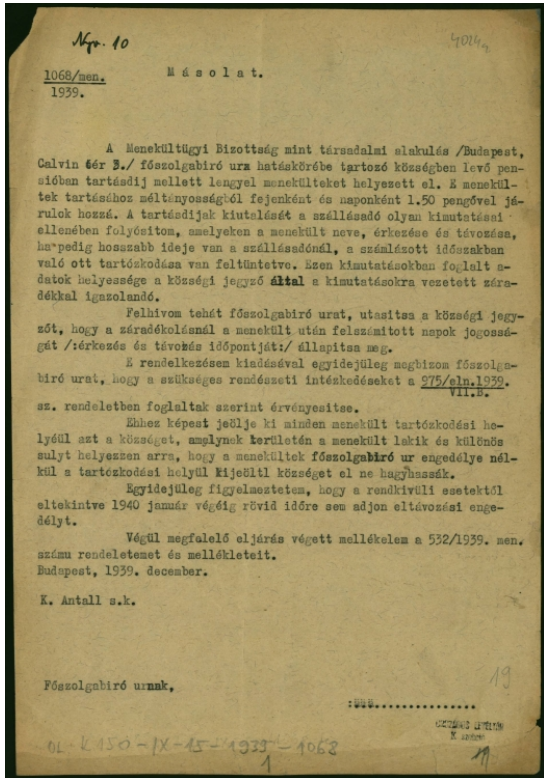 Nyr. 10
4024
1068/men.
1939.
Másolat.
A Menekültügyi Bizottság mint társadalmi alakulás /Budapest,
Calvin tér 3./ főszolgabiró ura hatáskörébe tartozó községben levő pen-
sióban tartásdij mellett lengyel menekülteket helyezett el. E menekül-
tek tartásához méltányosságból fejenként és naponként 1.50 pengővel já-
rulok hozzá. A tartásdijak kiutalását a szállásadó olyan kimutatásai
ellenében folyósitom, amelyeken a menekült neve, érkezése és távozása,
ha pedig hosszabb ideje van a szállásadónál, a számlázott időszakban
való ott tartózkodása van feltüntetve. Ezen kimutatásokban foglalt a-
datok helyessége a községi jegyző által a kimutatásokra vezetett zára-
dékkal igazolandó.
Felhivom tehát főszolgabiró urat, utasitsa a községi jegy-
zőt, hogy a záradékolásnál a menekült után felszámitott napok jogossá-
gát /:érkezés és távozás időpontját:/ állapitsa meg.
E rendelkezésem kiadásával egyidejüleg megbizom főszolga-
biró urat, hogy a szükséges rendészeti intézkedéseket a 975/eln.1939.
VII.B.
sz. rendeletben foglaltak szerint érvényesitse.
Ehhez képest jeölje ki minden menekült tartózkodási he-
lyéül azt a községet, amelynek területén a menekült lakik és különös
sulyt helyezzen arra, hogy a menekültek főszolgabiró ur engedélye nél-
kül a tartózkodási helyül kijeöltl községet el ne hagyhassák.
Egyidejüleg figyelmeztetem, hogy a rendkivüli esetektől
eltekintve 1940 január végéig rövid időre sem adjon eltávozási enge-
délyt.
Végül megfalelő eljárás végett mellékelem a 532/1939. men.
számu rendeletemet és mellékleteit.
Budapest, 1939. december.
K. Antall s.k.
19
Főszolgabiró urnak,
ORSZÁGOS LEVÉLTÁR
K
OL - K 150 - IX - 15 - 1939 - 1068
1